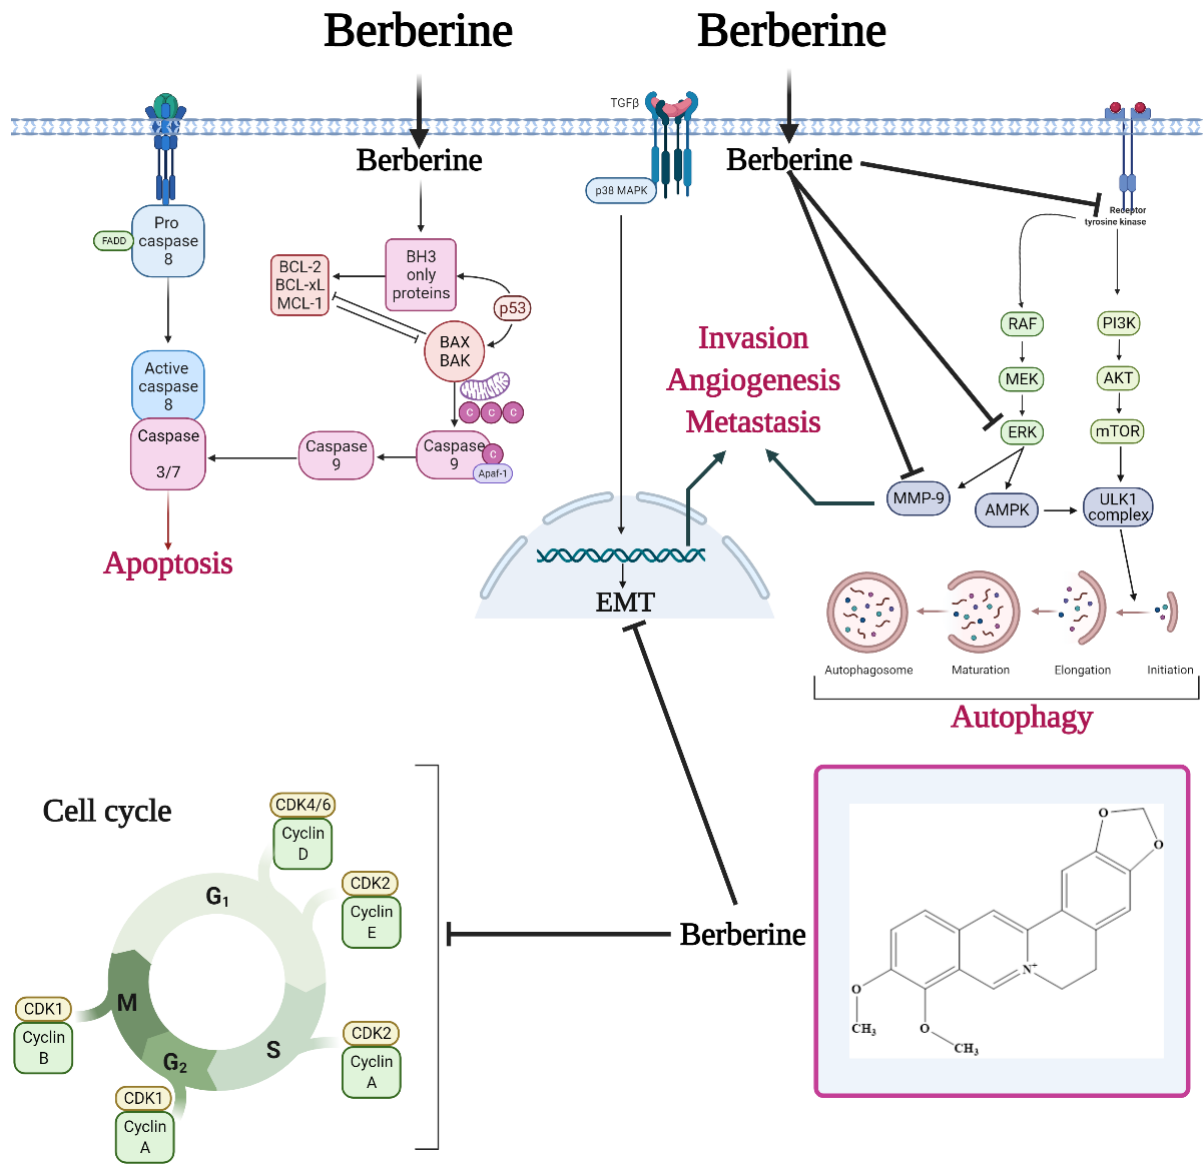 Berberine
Berberine
TGFβ
Berberine
Berberine
p38 MAPK
Receptor
tyrosine kinase
Pro
caspase
8
FADD
BH3
only
proteins
BCL-2
BCL-xL
MCL-1
p53
BAX
BAK
C
C
C
Active
caspase
8
Caspase
3/7
Caspase
9
Caspase
9
C
Apaf-1
Apoptosis
Invasion
Angiogenesis
Metastasis
RAF
PI3K
MEK
AKT
ERK
mTOR
MMP-9
AMPK
ULK1
complex
EMT
Autophagosome
Maturation
Elongation
Initiation
Autophagy
Cell cycle
CDK4/6
Cyclin
D
CDK2
Cyclin
E
G1
M
S
G2
CDK1
Cyclin
B
CDK2
Cyclin
A
CDK1
Cyclin
A
Berberine
O
O
N+
O
CH3
O
CH3